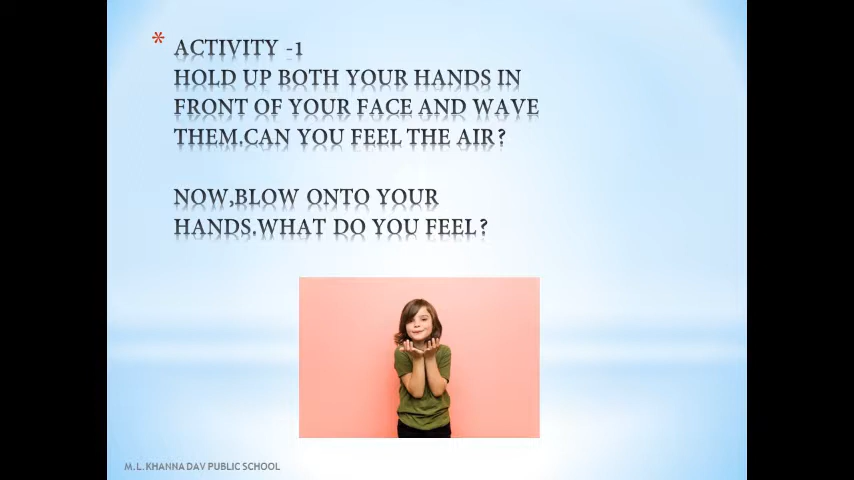 * ACTIVITY -1
HOLD UP BOTH YOUR HANDS IN
FRONT OF YOUR FACE AND WAVE
THEM.CAN YOU FEEL THE AIR?
NOW,BLOW ONTO YOUR
HANDS.WHAT DO YOU FEEL?
M.L.KHANNA DAV PUBLIC SCHOOL